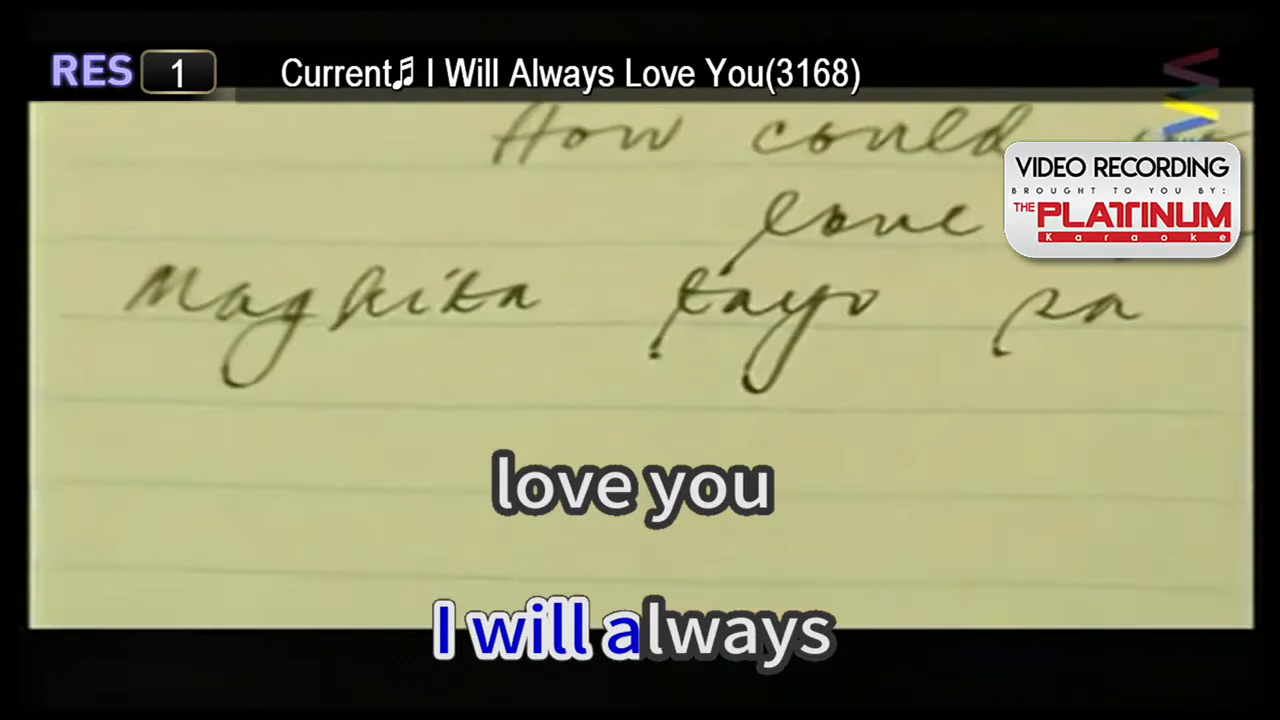 RES 1 Current♫ I Will Always Love You(3168)
How could you
love
VIDEO RECORDING
BROUGHT TO YOU BY:
THE PLATINUM
Karaoke
Magkita tayo sa
love you
I will always